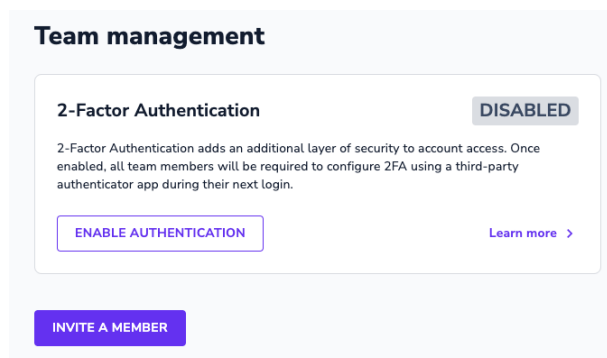 Team management
2-Factor Authentication
DISABLED
2-Factor Authentication adds an additional layer of security to account access. Once
enabled, all team members will be required to configure 2FA using a third-party
authenticator app during their next login.
ENABLE AUTHENTICATION
Learn more
INVITE A MEMBER